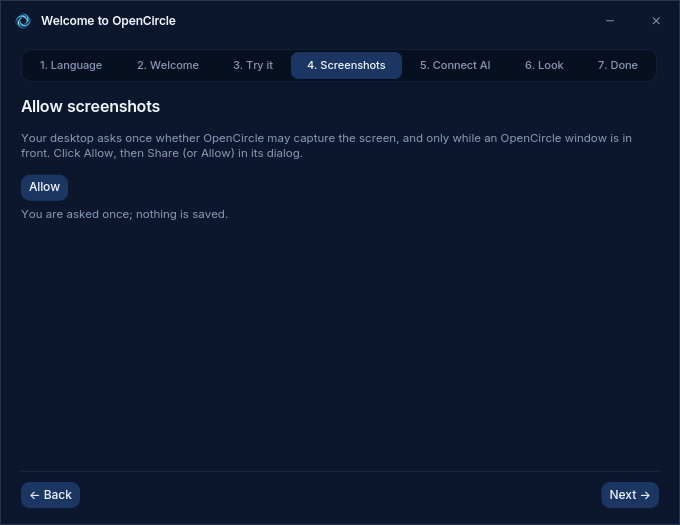 Welcome to OpenCircle
1. Language 2. Welcome 3. Try it 4. Screenshots 5. Connect AI 6. Look 7. Done
Allow screenshots
Your desktop asks once whether OpenCircle may capture the screen, and only while an OpenCircle window is in
front. Click Allow, then Share (or Allow) in its dialog.
Allow
You are asked once; nothing is saved.
← Back Next →